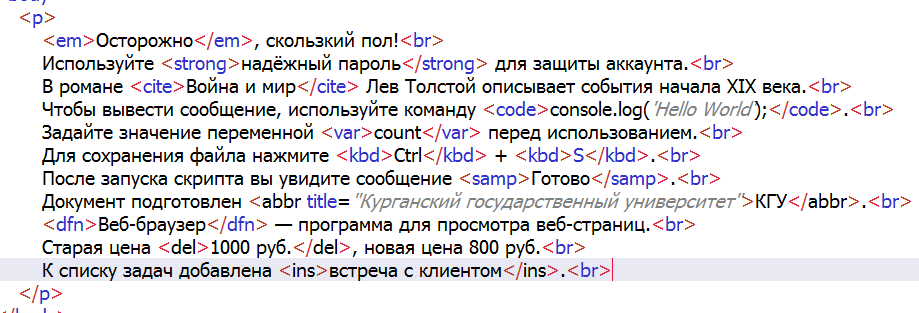 <p>
<em>Осторожно</em>, скользкий пол!<br>
Используйте <strong>надёжный пароль</strong> для защиты аккаунта.<br>
В романе <cite>Война и мир</cite> Лев Толстой описывает события начала XIX века.<br>
Чтобы вывести сообщение, используйте команду <code>console.log('Hello World');</code>.<br>
Задайте значение переменной <var>count</var> перед использованием.<br>
Для сохранения файла нажмите <kbd>Ctrl</kbd> + <kbd>S</kbd>.<br>
После запуска скрипта вы увидите сообщение <samp>Готово</samp>.<br>
Документ подготовлен <abbr title="Курганский государственный университет">КГУ</abbr>.<br>
<dfn>Веб-браузер</dfn> — программа для просмотра веб-страниц.<br>
Старая цена <del>1000 руб.</del>, новая цена 800 руб.<br>
К списку задач добавлена <ins>встреча с клиентом</ins>.<br>
</p>